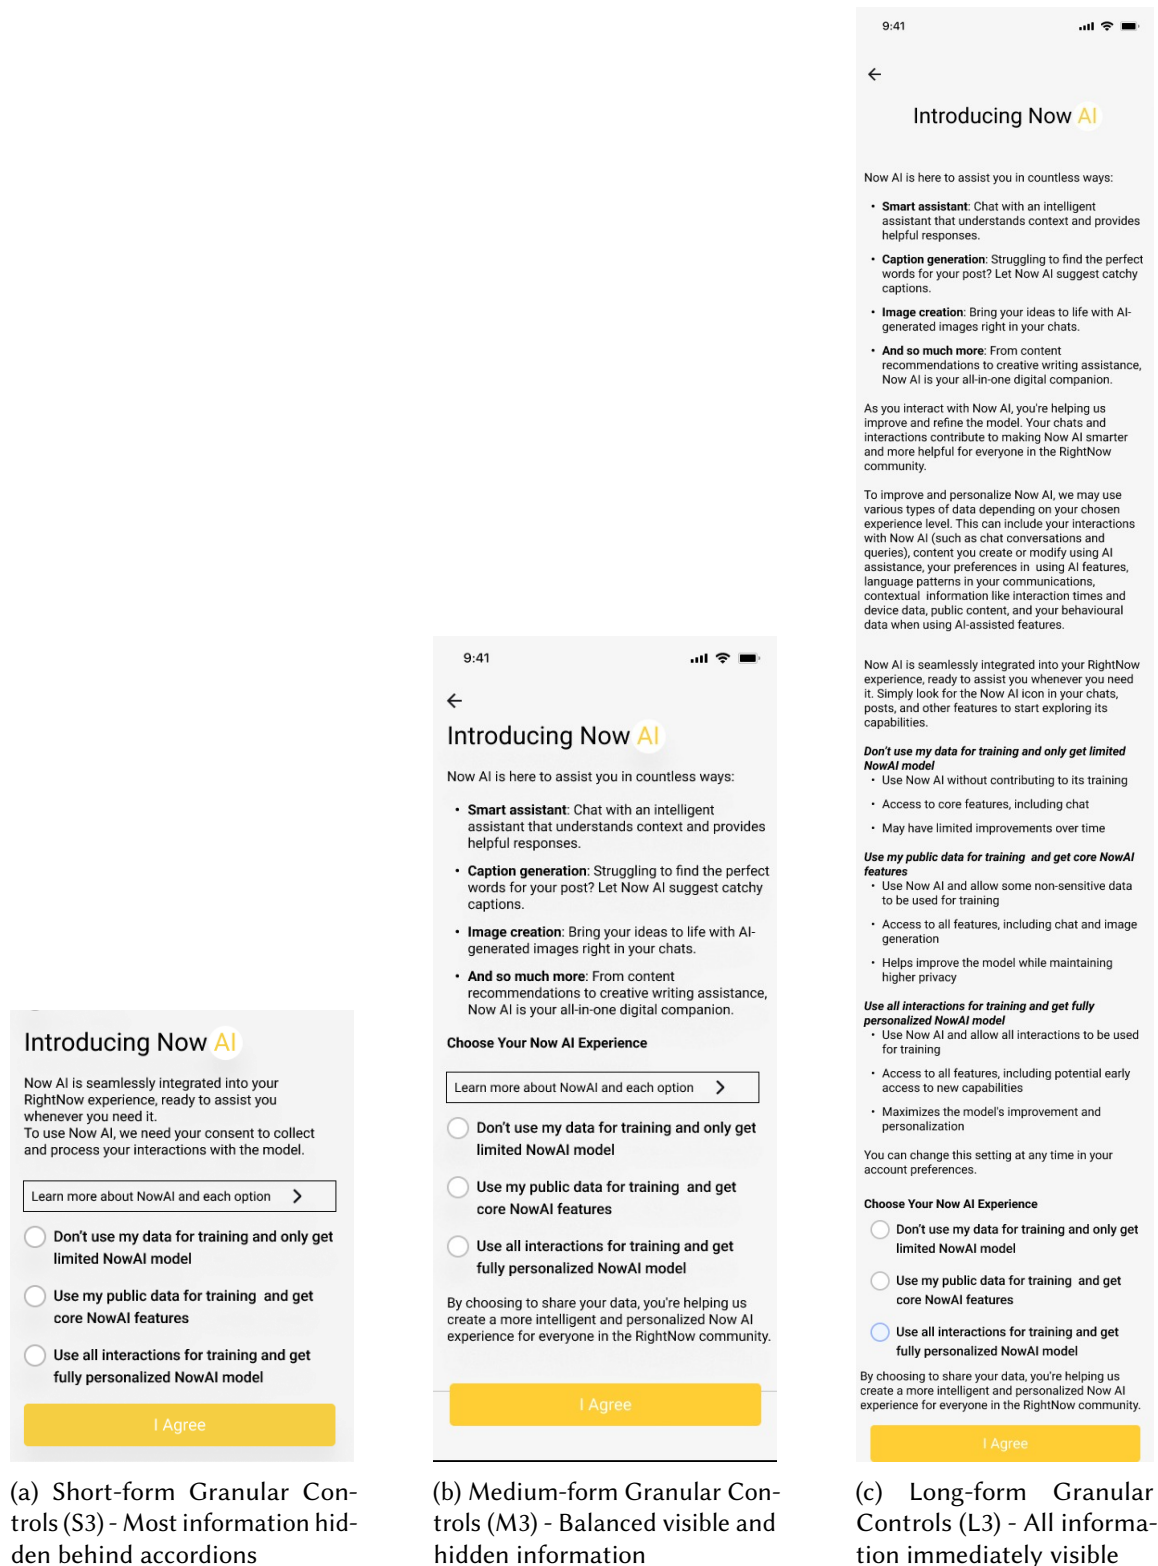 Introducing Now AI
Now AI is seamlessly integrated into your
RightNow experience, ready to assist you
whenever you need it.
To use Now AI, we need your consent to collect
and process your interactions with the model.
Learn more about NowAI and each option
Don't use my data for training and only get
limited NowAI model
Use my public data for training and get
core NowAI features
Use all interactions for training and get
fully personalized NowAI model
I Agree
(a) Short-form Granular Con-
trols (S3) - Most information hid-
den behind accordions
9:41
Introducing Now AI
Now AI is here to assist you in countless ways:
• Smart assistant: Chat with an intelligent
assistant that understands context and provides
helpful responses.
• Caption generation: Struggling to find the perfect
words for your post? Let Now AI suggest catchy
captions.
• Image creation: Bring your ideas to life with AI-
generated images right in your chats.
• And so much more: From content
recommendations to creative writing assistance,
Now AI is your all-in-one digital companion.
Choose Your Now AI Experience
Learn more about NowAI and each option
Don't use my data for training and only get
limited NowAI model
Use my public data for training and get
core NowAI features
Use all interactions for training and get
fully personalized NowAI model
By choosing to share your data, you're helping us
create a more intelligent and personalized Now AI
experience for everyone in the RightNow community.
I Agree
(b) Medium-form Granular Con-
trols (M3) - Balanced visible and
hidden information
9:41
Introducing Now AI
Now AI is here to assist you in countless ways:
• Smart assistant: Chat with an intelligent
assistant that understands context and provides
helpful responses.
• Caption generation: Struggling to find the perfect
words for your post? Let Now AI suggest catchy
captions.
• Image creation: Bring your ideas to life with AI-
generated images right in your chats.
• And so much more: From content
recommendations to creative writing assistance,
Now AI is your all-in-one digital companion.
As you interact with Now AI, you're helping us
improve and refine the model. Your chats and
interactions contribute to making Now AI smarter
and more helpful for everyone in the RightNow
community.
To improve and personalize Now AI, we may use
various types of data depending on your chosen
experience level. This can include your interactions
with Now AI (such as chat conversations and
queries), content you create or modify using AI
assistance, your preferences in using AI features,
language patterns in your communications,
contextual information like interaction times and
device data, public content, and your behavioural
data when using AI-assisted features.
Now AI is seamlessly integrated into your RightNow
experience, ready to assist you whenever you need
it. Simply look for the Now AI icon in your chats,
posts, and other features to start exploring its
capabilities.
Don't use my data for training and only get limited
NowAI model
• Use Now AI without contributing to its training
• Access to core features, including chat
• May have limited improvements over time
Use my public data for training and get core NowAI
features
• Use Now AI and allow some non-sensitive data
to be used for training
• Access to all features, including chat and image
generation
• Helps improve the model while maintaining
higher privacy
Use all interactions for training and get fully
personalized NowAI model
• Use Now AI and allow all interactions to be used
for training
• Access to all features, including potential early
access to new capabilities
• Maximizes the model's improvement and
personalization
You can change this setting at any time in your
account preferences.
Choose Your Now AI Experience
Don't use my data for training and only get
limited NowAI model
Use my public data for training and get
core NowAI features
Use all interactions for training and get
fully personalized NowAI model
By choosing to share your data, you're helping us
create a more intelligent and personalized Now AI
experience for everyone in the RightNow community.
I Agree
(c) Long-form Granular
Controls (L3) - All informa-
tion immediately visible